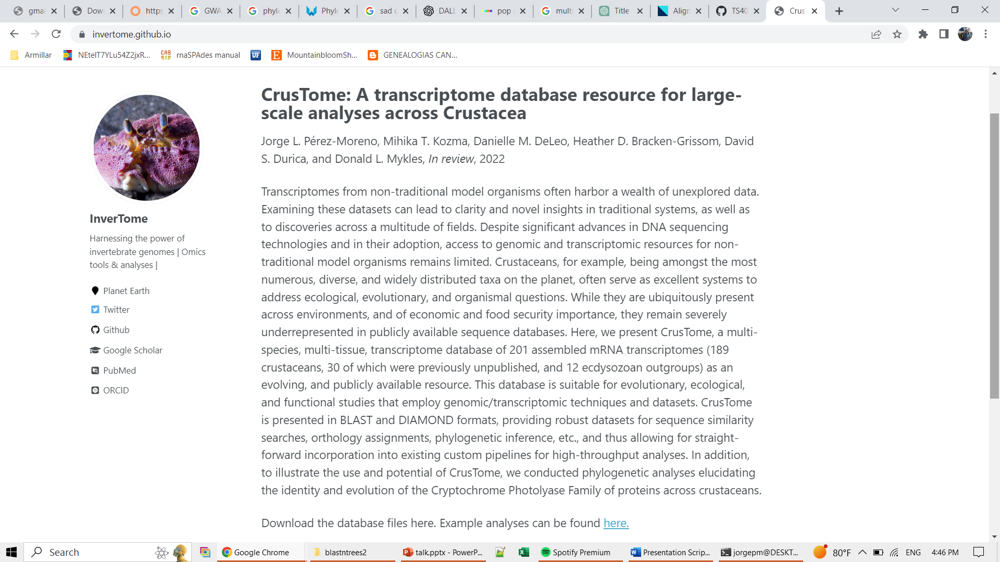 gmai
Dow
https
GWA
phyl
Phyl
sad c
DALL
pop
multi
Title
Align
TS40
Crus
invertome.github.io
Armillar
NEteIT7YLu54Z2jxR...
rnaSPAdes manual
UF
MountainbloomSh...
GENEALOGIAS CAN...
CrusTome: A transcriptome database resource for large-
scale analyses across Crustacea
Jorge L. Pérez-Moreno, Mihika T. Kozma, Danielle M. DeLeo, Heather D. Bracken-Grissom, David
S. Durica, and Donald L. Mykles, In review, 2022
InverTome
Harnessing the power of
invertebrate genomes | Omics
tools & analyses |
Planet Earth
Twitter
Github
Google Scholar
PubMed
ORCID
Transcriptomes from non-traditional model organisms often harbor a wealth of unexplored data.
Examining these datasets can lead to clarity and novel insights in traditional systems, as well as
to discoveries across a multitude of fields. Despite significant advances in DNA sequencing
technologies and in their adoption, access to genomic and transcriptomic resources for non-
traditional model organisms remains limited. Crustaceans, for example, being amongst the most
numerous, diverse, and widely distributed taxa on the planet, often serve as excellent systems to
address ecological, evolutionary, and organismal questions. While they are ubiquitously present
across environments, and of economic and food security importance, they remain severely
underrepresented in publicly available sequence databases. Here, we present CrusTome, a multi-
species, multi-tissue, transcriptome database of 201 assembled mRNA transcriptomes (189
crustaceans, 30 of which were previously unpublished, and 12 ecdysozoan outgroups) as an
evolving, and publicly available resource. This database is suitable for evolutionary, ecological,
and functional studies that employ genomic/transcriptomic techniques and datasets. CrusTome
is presented in BLAST and DIAMOND formats, providing robust datasets for sequence similarity
searches, orthology assignments, phylogenetic inference, etc., and thus allowing for straight-
forward incorporation into existing custom pipelines for high-throughput analyses. In addition,
to illustrate the use and potential of CrusTome, we conducted phylogenetic analyses elucidating
the identity and evolution of the Cryptochrome Photolyase Family of proteins across crustaceans.
Download the database files here. Example analyses can be found here.
Search
Google Chrome
blastntrees2
talk.pptx - PowerP...
Spotify Premium
Presentation Scrip...
jorgepm@DESKT...
80°F
ENG
4:46 PM